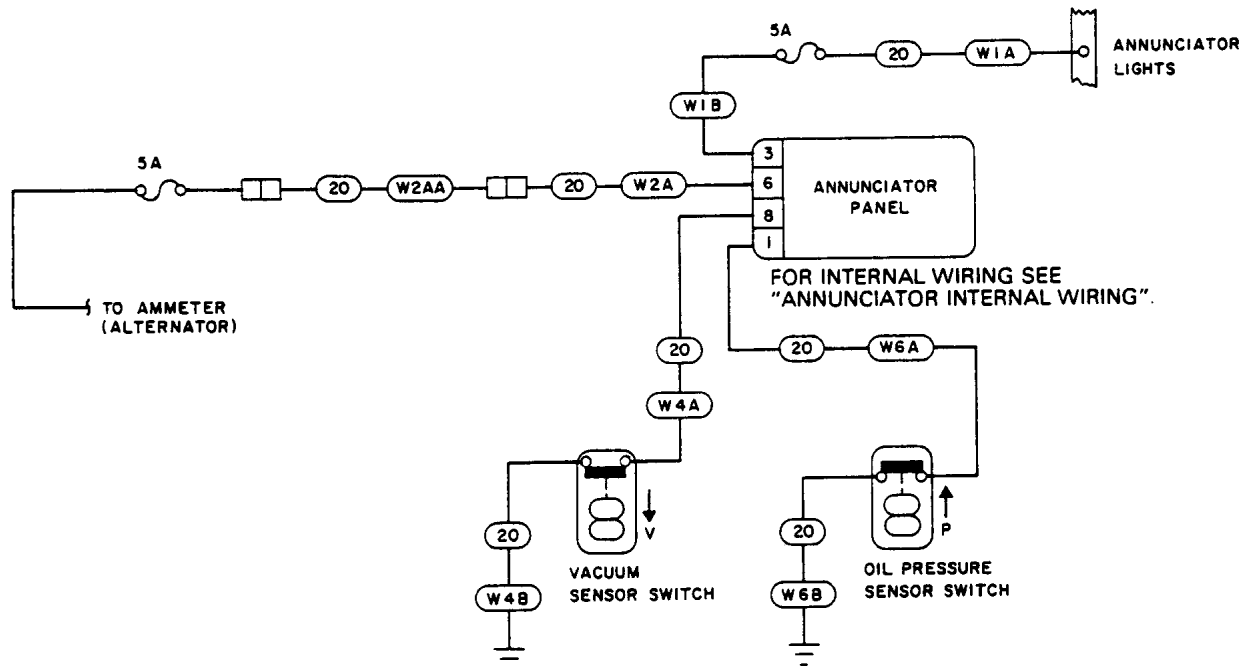 5A
20
W1A
ANNUNCIATOR
LIGHTS
W1B
5A
20
W2AA
20
W2A
3
6
8
1
ANNUNCIATOR
PANEL
FOR INTERNAL WIRING SEE
"ANNUNCIATOR INTERNAL WIRING".
TO AMMETER
(ALTERNATOR)
20
W6A
20
W4A
20
V
W4B
VACUUM
SENSOR SWITCH
20
P
W6B
OIL PRESSURE
SENSOR SWITCH